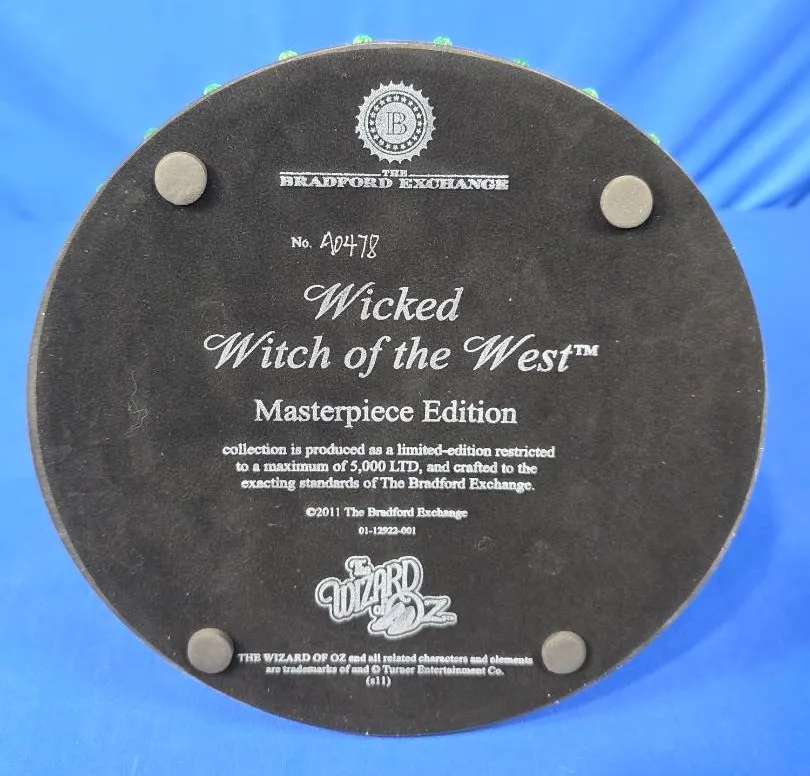 B
THE
BRADFORD EXCHANGE
No. A0478
Wicked
Witch of the West™
Masterpiece Edition
collection is produced as a limited-edition restricted
to a maximum of 5,000 LTD, and crafted to the
exacting standards of The Bradford Exchange.
©2011 The Bradford Exchange
01-12922-001
The
WIZARD
of OZ
THE WIZARD OF OZ and all related characters and elements
are trademarks of and © Turner Entertainment Co.
(s11)